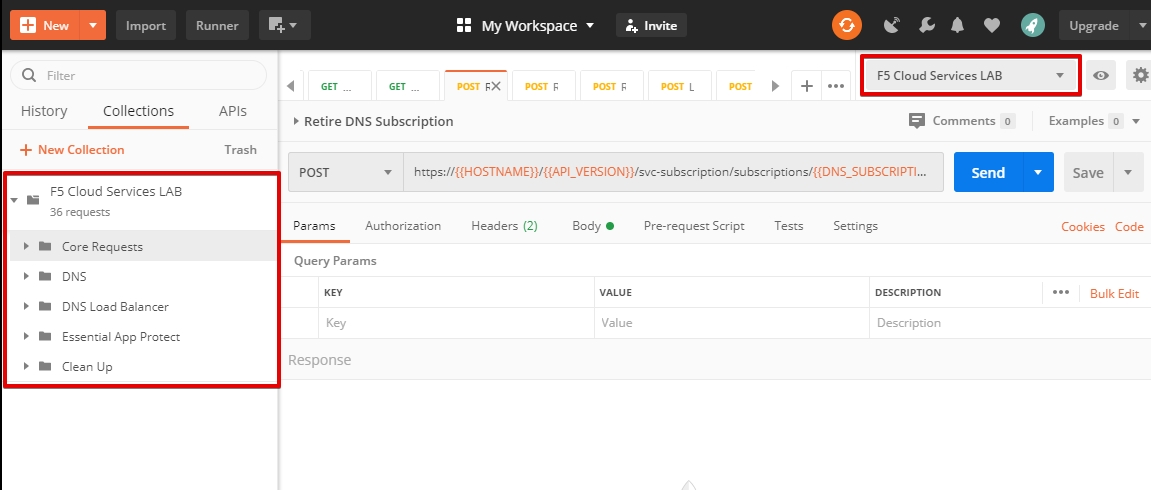 New Import Runner My Workspace Invite Upgrade
Filter
GET ... GET ... POST R POST R POST R POST L POST F5 Cloud Services LAB
History Collections APIs
Retire DNS Subscription Comments 0 Examples 0
New Collection Trash
POST https://{{HOSTNAME}}/{{API_VERSION}}/svc-subscription/subscriptions/{{DNS_SUBSCRIPTI... Send Save
F5 Cloud Services LAB
36 requests
Params Authorization Headers (2) Body Pre-request Script Tests Settings Cookies Code
Core Requests
Query Params
DNS
KEY VALUE DESCRIPTION Bulk Edit
DNS Load Balancer
Key Value Description
Essential App Protect
Response
Clean Up